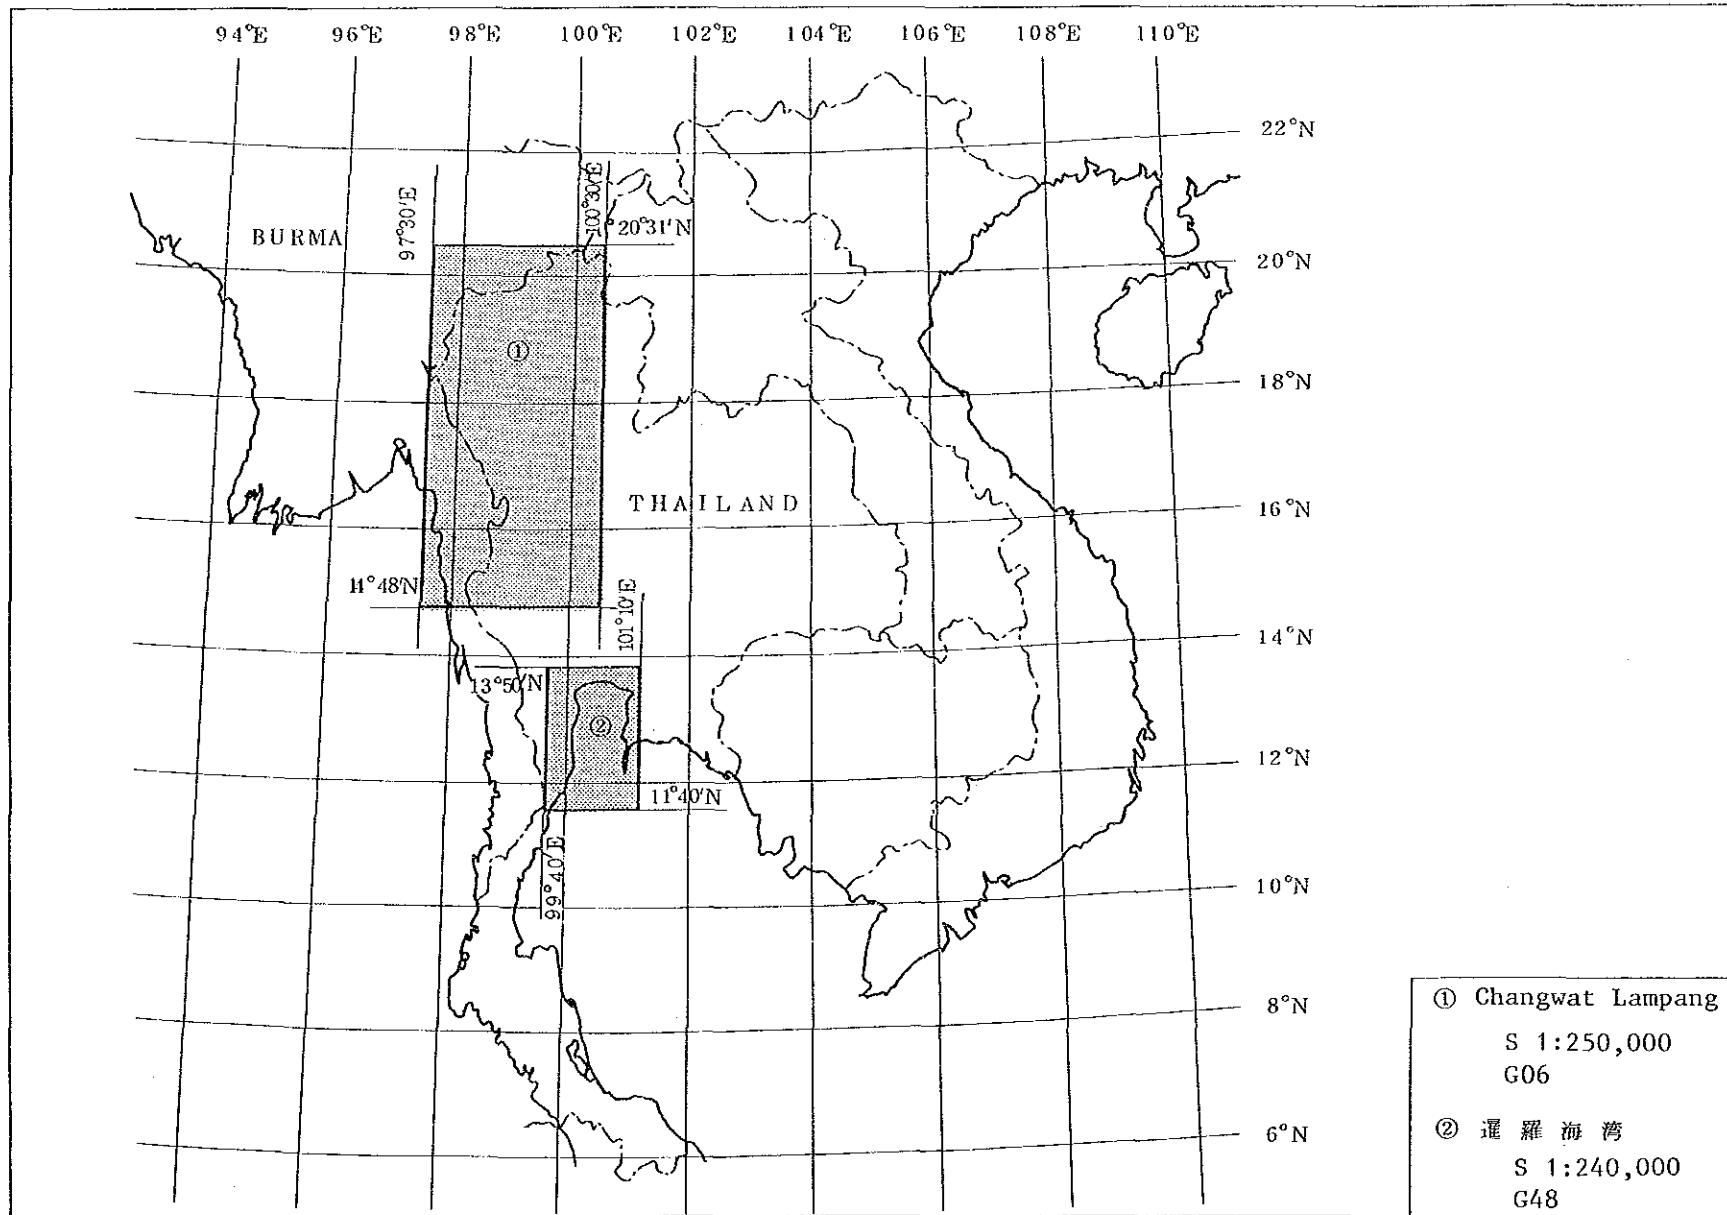 94°E 96°E 98°E 100°E 102°E 104°E 106°E 108°E 110°E
22°N
97°30′E
100°30′E
20°31′N
BURMA
20°N
①
18°N
THAILAND
16°N
14°48′N
101°10′E
14°N
13°50′N
②
12°N
11°40′N
99°40′E
10°N
8°N
6°N
① Changwat Lampang
S 1:250,000
G06
② 暹羅海湾
S 1:240,000
G48